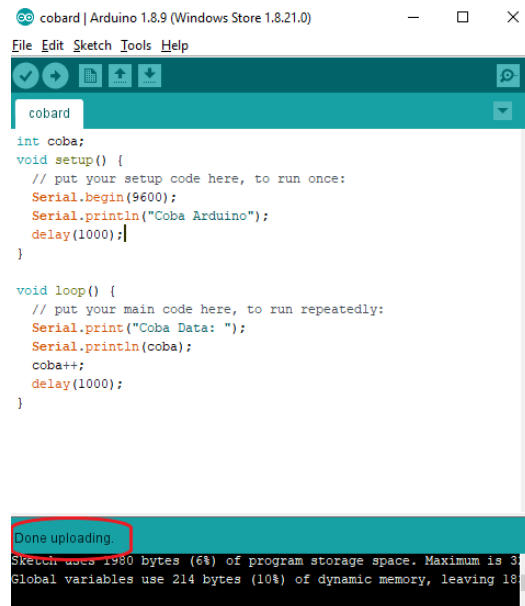 cobard | Arduino 1.8.9 (Windows Store 1.8.21.0)
File Edit Sketch Tools Help
cobard
int coba;
void setup() {
  // put your setup code here, to run once:
  Serial.begin(9600);
  Serial.println("Coba Arduino");
  delay(1000);
}
void loop() {
  // put your main code here, to run repeatedly:
  Serial.print("Coba Data: ");
  Serial.println(coba);
  coba++;
  delay(1000);
}
Done uploading.
Sketch uses 1980 bytes (6%) of program storage space. Maximum is
Global variables use 214 bytes (10%) of dynamic memory, leaving